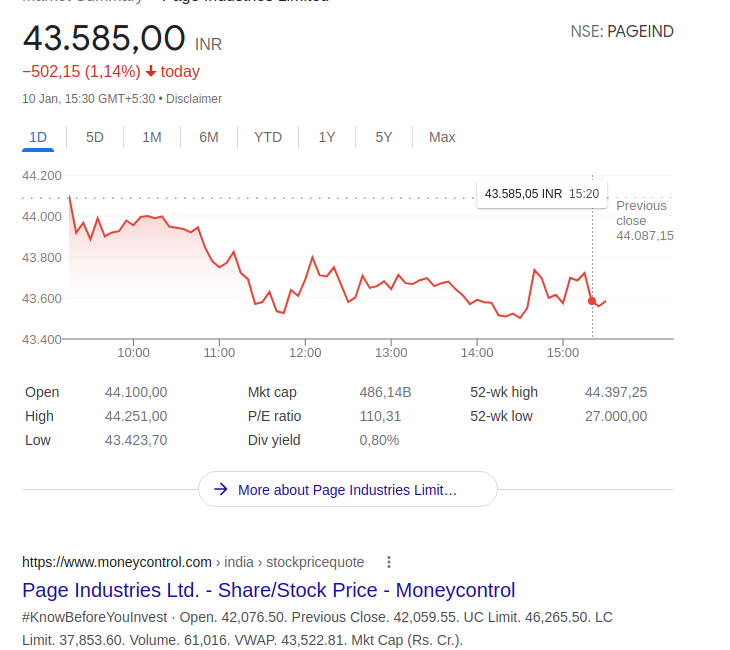 Market Summary > Page Industries Limited
43.585,00 INR
NSE: PAGEIND
−502,15 (1,14%) today
10 Jan, 15:30 GMT+5:30 • Disclaimer
1D 5D 1M 6M YTD 1Y 5Y Max
44.200
43.585,05 INR 15:20
Previous
close
44.087,15
44.000
43.800
43.600
43.400
10:00 11:00 12:00 13:00 14:00 15:00
Open 44.100,00 Mkt cap 486,14B 52-wk high 44.397,25
High 44.251,00 P/E ratio 110,31 52-wk low 27.000,00
Low 43.423,70 Div yield 0,80%
More about Page Industries Limit…
https://www.moneycontrol.com › india › stockpricequote
Page Industries Ltd. - Share/Stock Price - Moneycontrol
#KnowBeforeYouInvest · Open. 42,076.50. Previous Close. 42,059.55. UC Limit. 46,265.50. LC
Limit. 37,853.60. Volume. 61,016. VWAP. 43,522.81. Mkt Cap (Rs. Cr.).